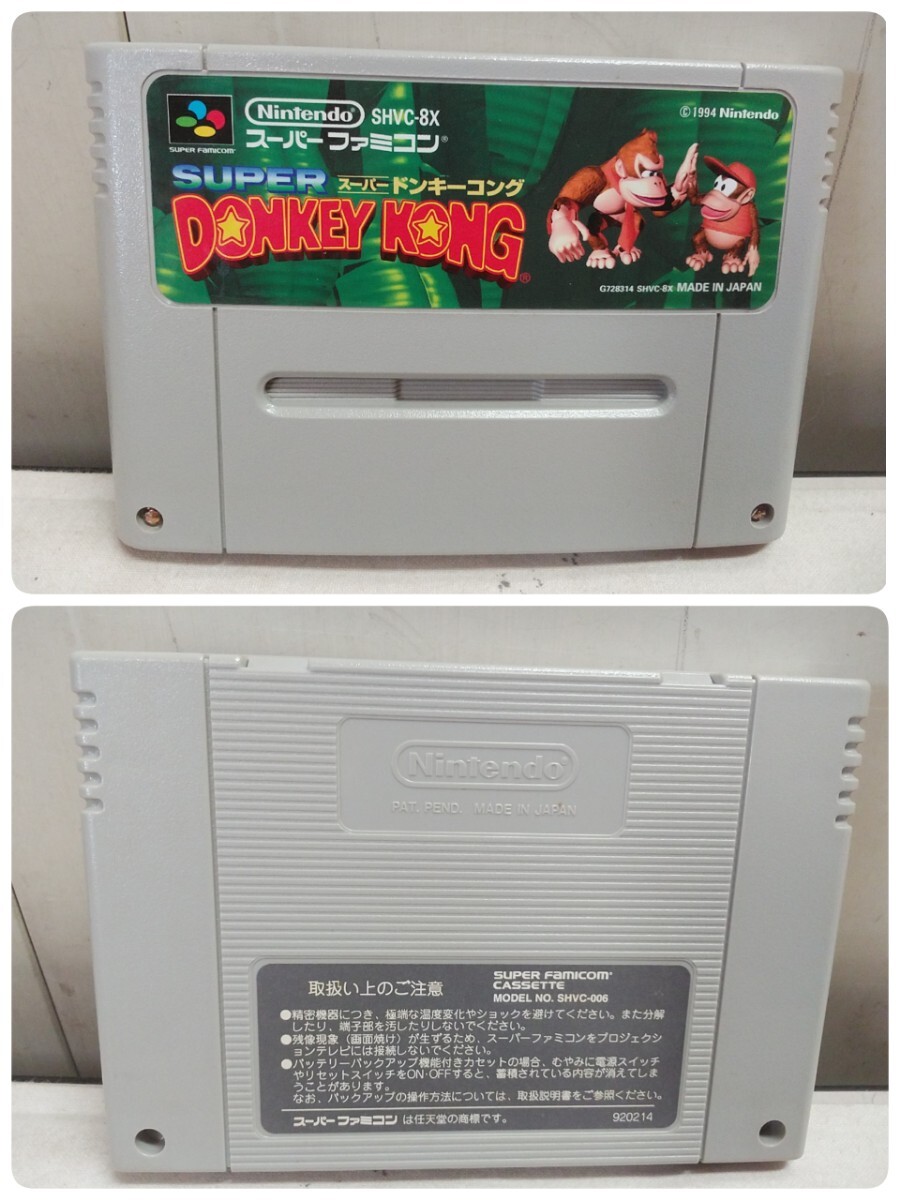 SUPER FAMICOM
Nintendo SHVC-8X
スーパーファミコン®
© 1994 Nintendo
SUPER スーパードンキーコング
DONKEY KONG®
G728314 SHVC-8X MADE IN JAPAN
Nintendo
PAT. PEND. MADE IN JAPAN
取扱い上のご注意
SUPER FAMICOM®
CASSETTE
MODEL NO. SHVC-006
●精密機器につき、極端な温度変化やショックを避けてください。また分解
したり、端子部を汚したりしないでください。
●残像現象（画面焼け）が生ずるため、スーパーファミコンをプロジェクシ
ョンテレビには接続しないでください。
●バッテリーバックアップ機能付きカセットの場合、むやみに電源スイッチ
やリセットスイッチをON・OFFすると、蓄積されている内容が消えてしま
うことがあります。
なお、バックアップの操作方法については、取扱説明書をご参照ください。
スーパーファミコンは任天堂の商標です。
920214